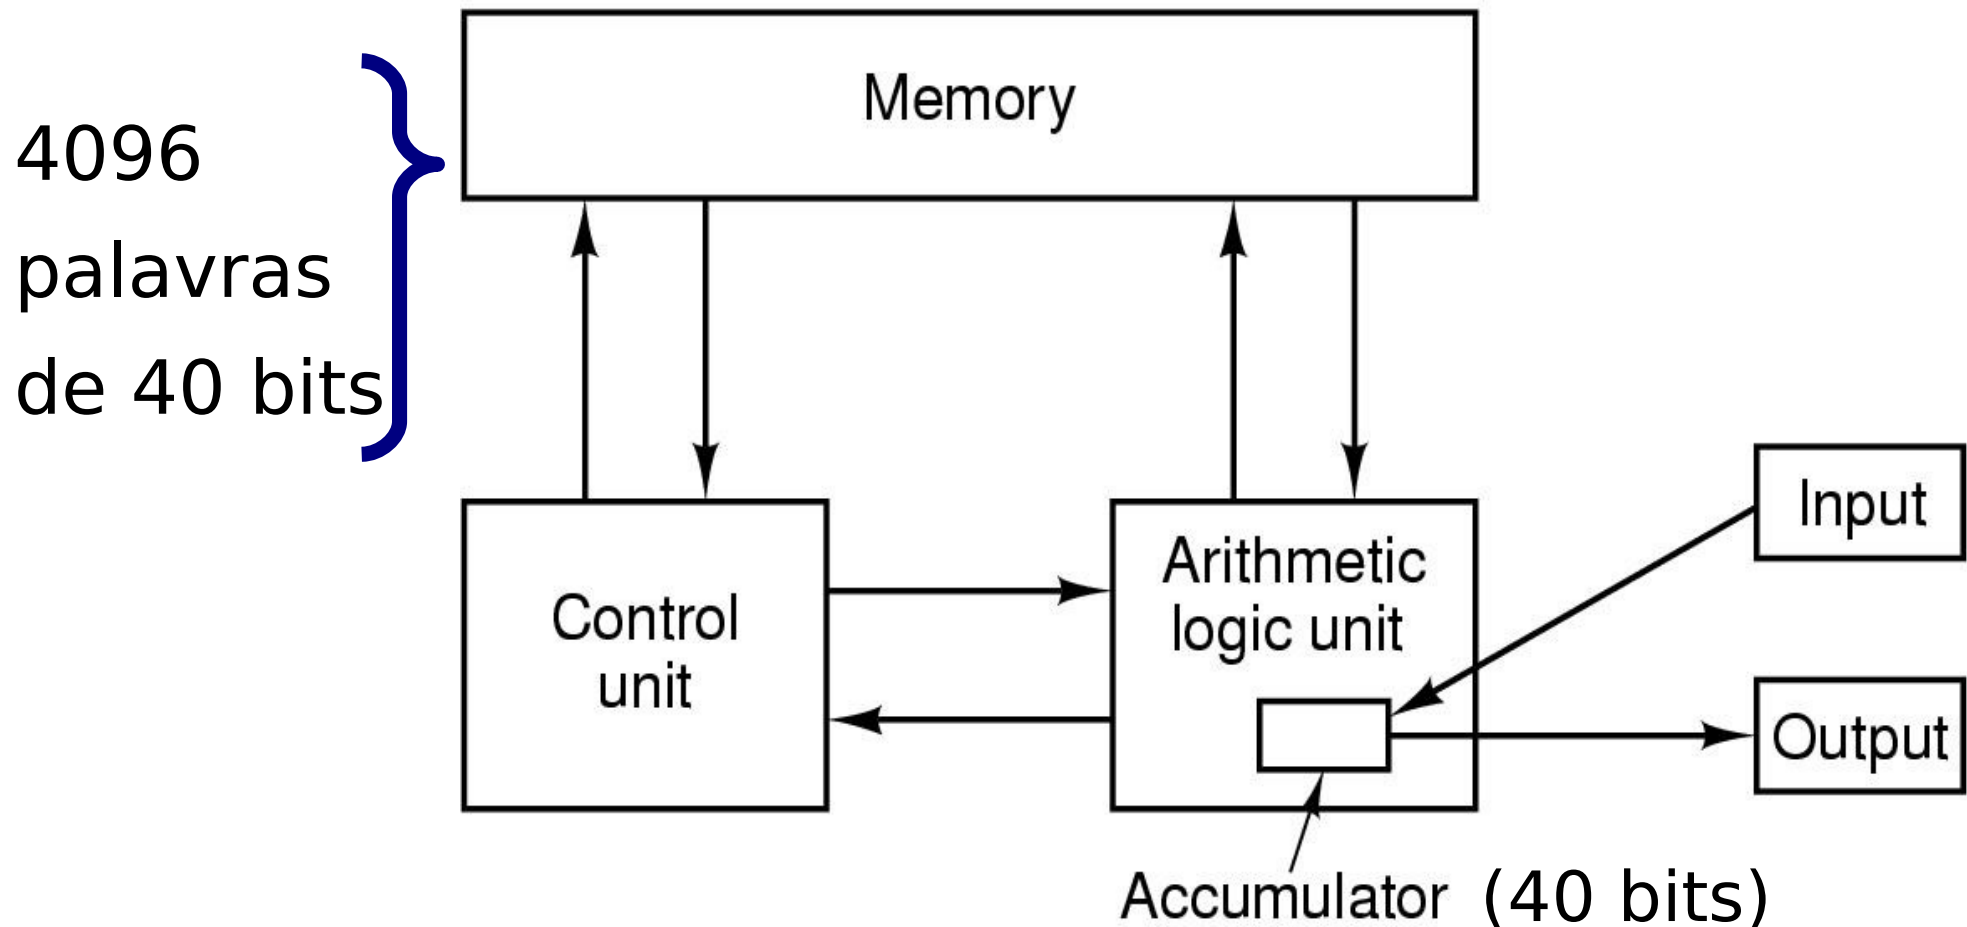 Memory
4096
palavras
de 40 bits
Control
unit
Arithmetic
logic unit
Input
Output
Accumulator (40 bits)